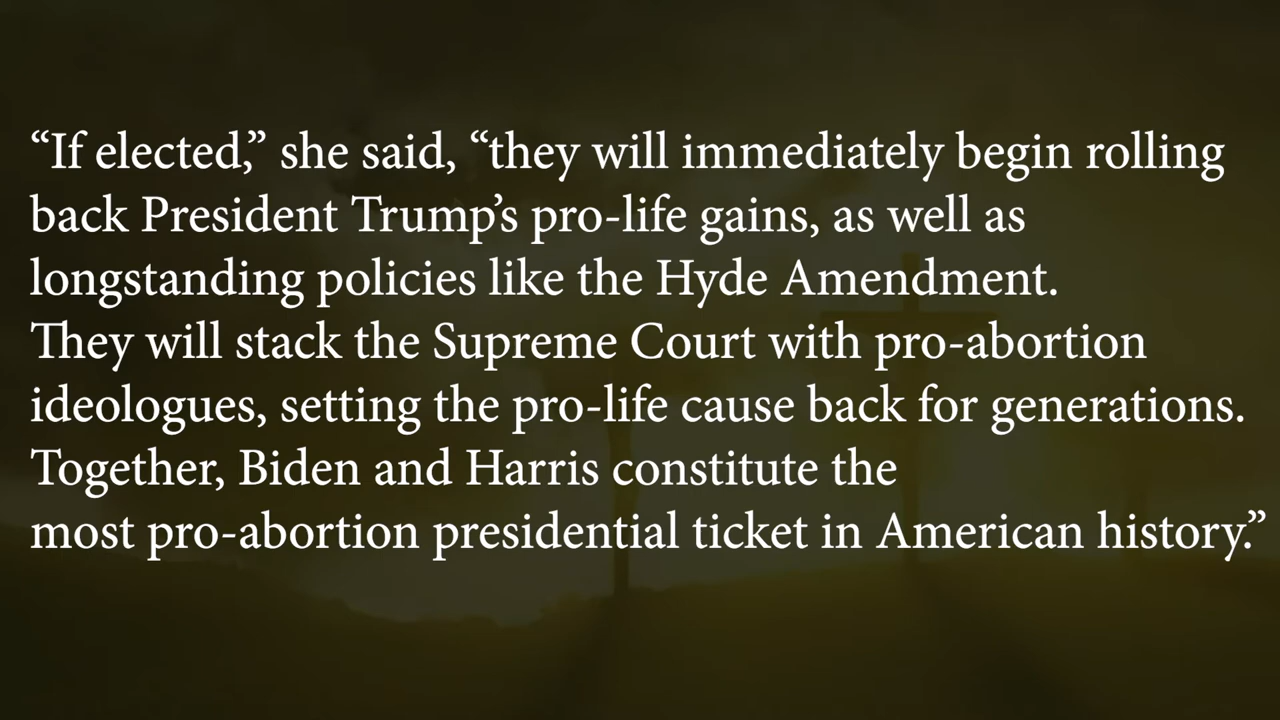 “If elected,” she said, “they will immediately begin rolling
back President Trump’s pro-life gains, as well as
longstanding policies like the Hyde Amendment.
They will stack the Supreme Court with pro-abortion
ideologues, setting the pro-life cause back for generations.
Together, Biden and Harris constitute the
most pro-abortion presidential ticket in American history.”